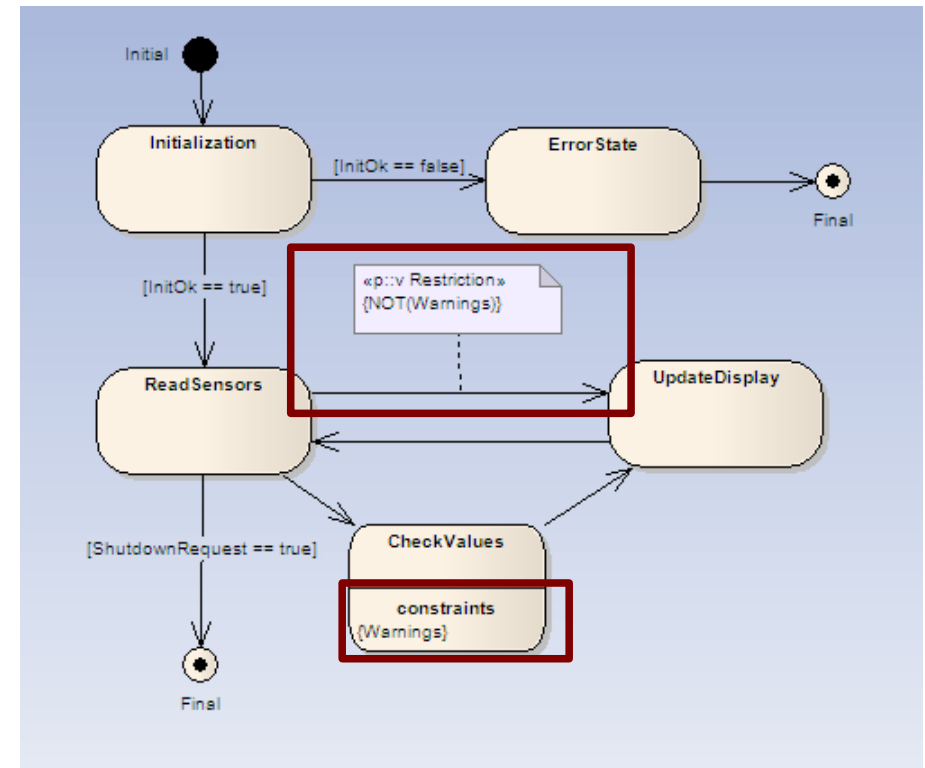 Initial
Initialization
ErrorState
[InitOk == false]
Final
[InitOk == true]
«p::v Restriction»
{NOT(Warnings)}
ReadSensors
UpdateDisplay
CheckValues
[ShutdownRequest == true]
constraints
{Warnings}
Final